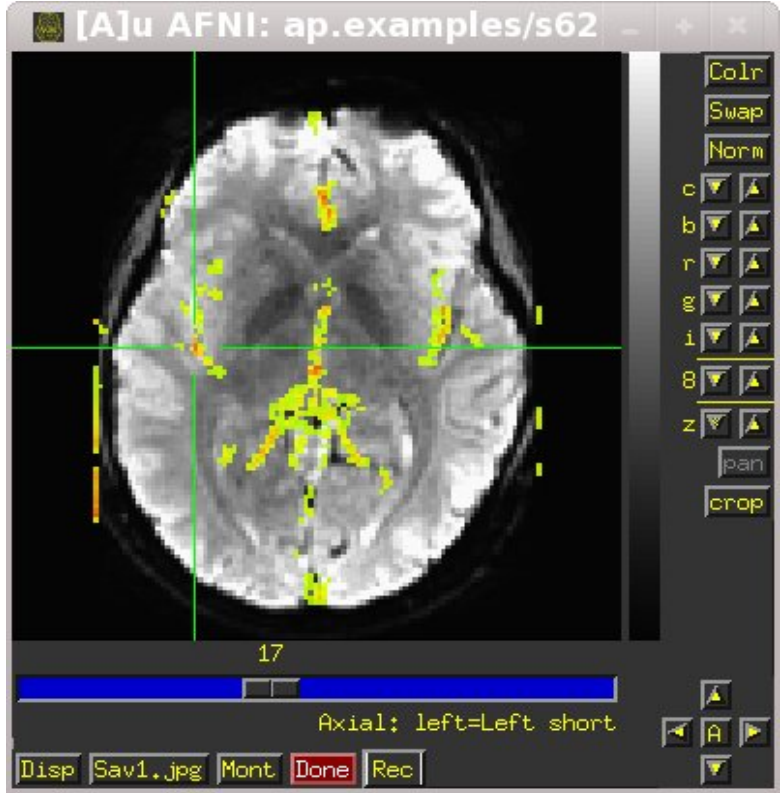 [A]u AFNI: ap.examples/s62
Colr
Swap
Norm
c
b
r
g
i
8
z
pan
crop
17
Axial: left=Left short
A
Disp Sav1.jpg Mont Done Rec